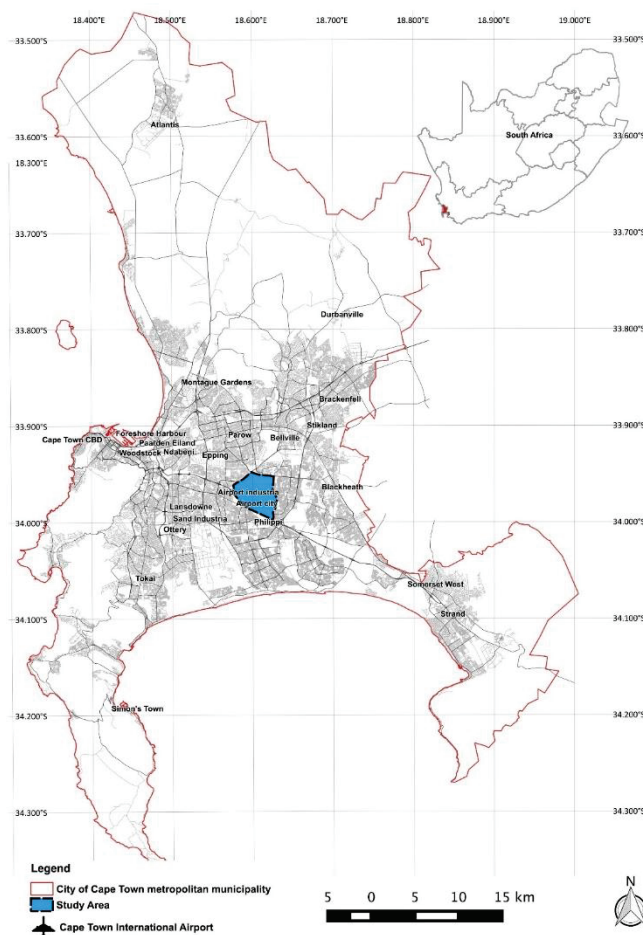 18.400°E 18.500°E 18.600°E 18.700°E 18.800°E 18.900°E 19.000°E
33.500°S 33.500°S
Atlantis
South Africa
33.600°S 33.600°S
18.300°E
33.700°S 33.700°S
Durbanville
33.800°S 33.800°S
Montague Gardens
Brackenfell
33.900°S 33.900°S
Stikland
Foreshore Harbour Parow
Cape Town CBD Bellville
Paarden Eiland
Woodstock Ndabeni Epping
Airport industria Blackheath
Airport city
Lansdowne
Sand Industria Philippi
34.000°S 34.000°S
Ottery
Tokai Somerset West
Strand
34.100°S 34.100°S
34.200°S Simon's Town 34.200°S
34.300°S 34.300°S
Legend
City of Cape Town metropolitan municipality
Study Area
Cape Town International Airport
5 0 5 10 15 km
N